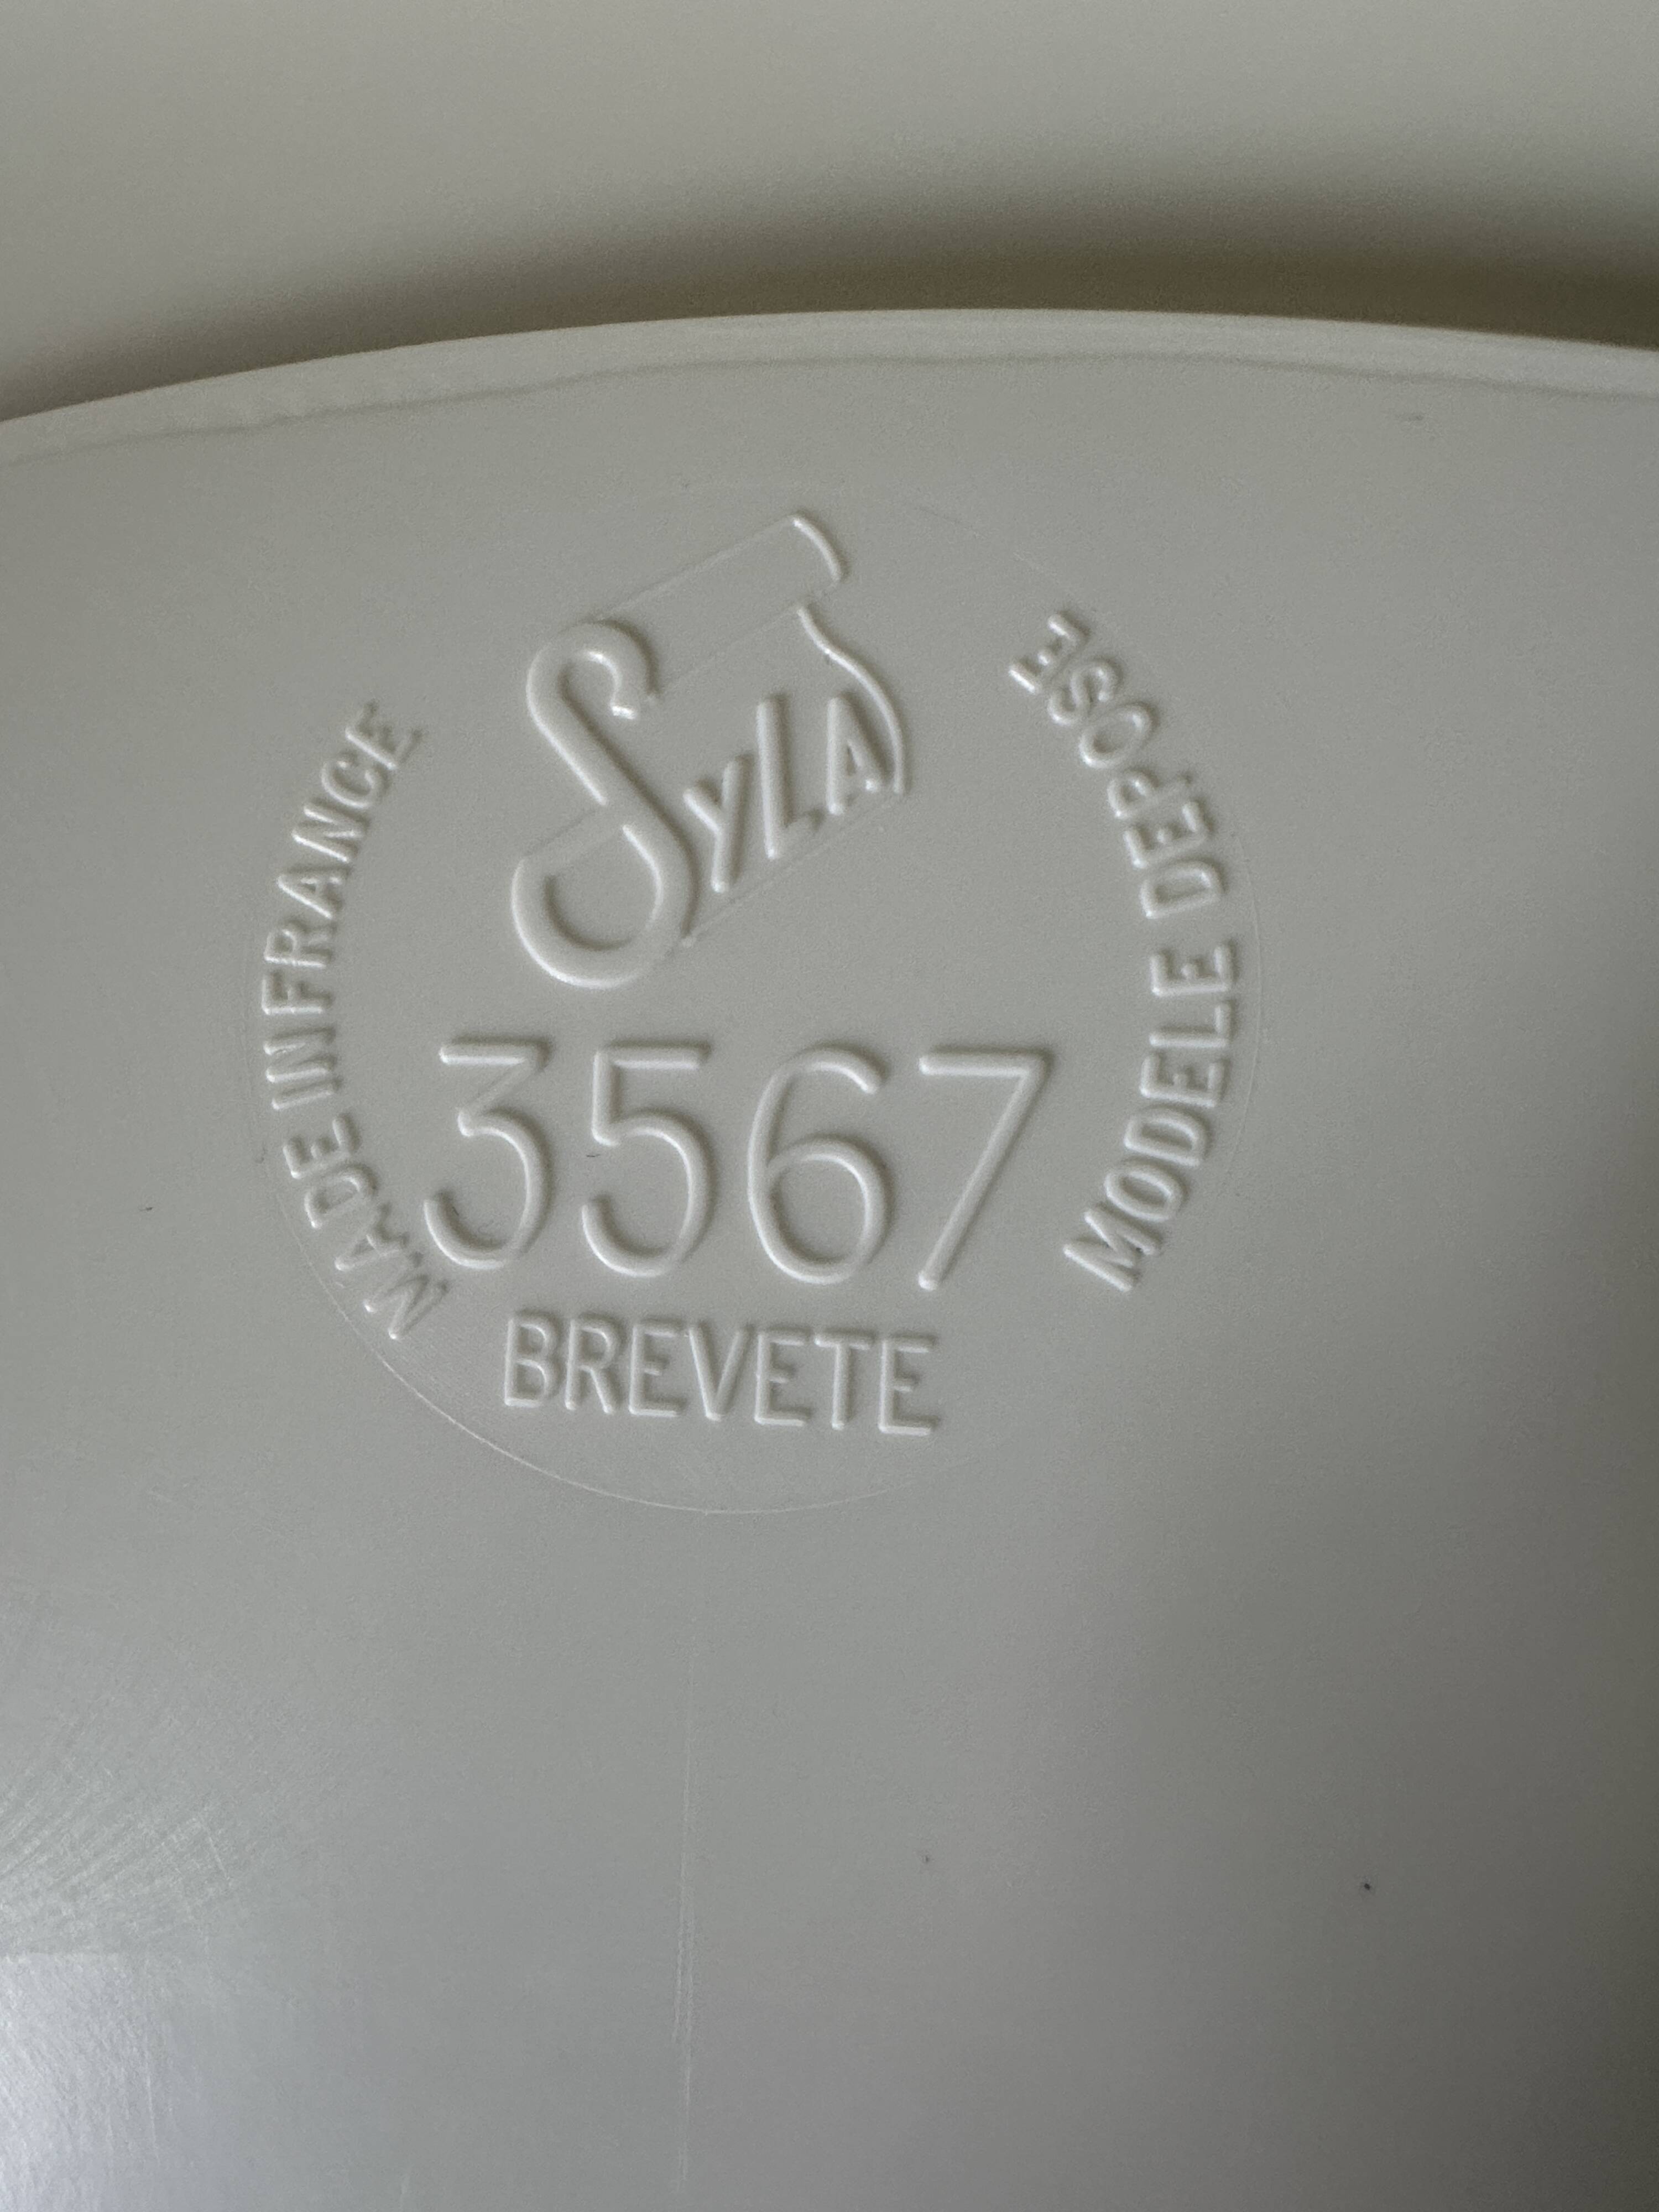 SYLA
MADE IN FRANCE
3567
MODELE DEPOSE
BREVETE